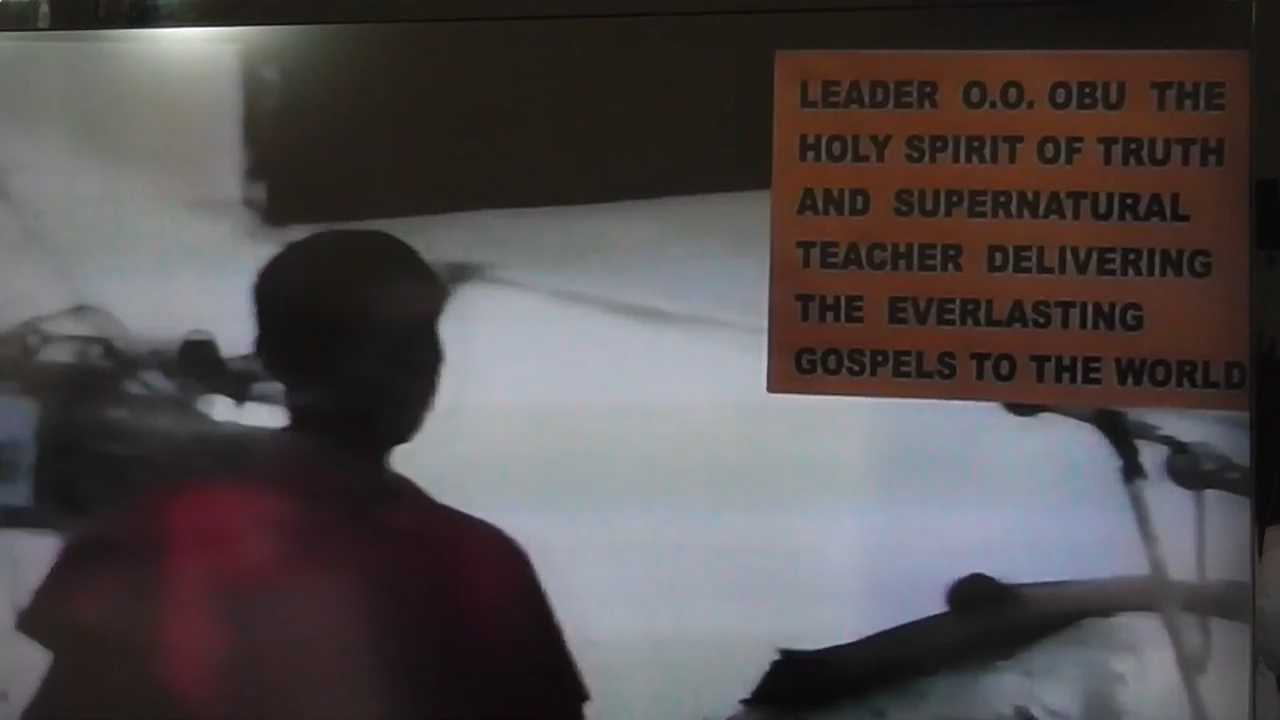 LEADER O.O. OBU THE
HOLY SPIRIT OF TRUTH
AND SUPERNATURAL
TEACHER DELIVERING
THE EVERLASTING
GOSPELS TO THE WORLD